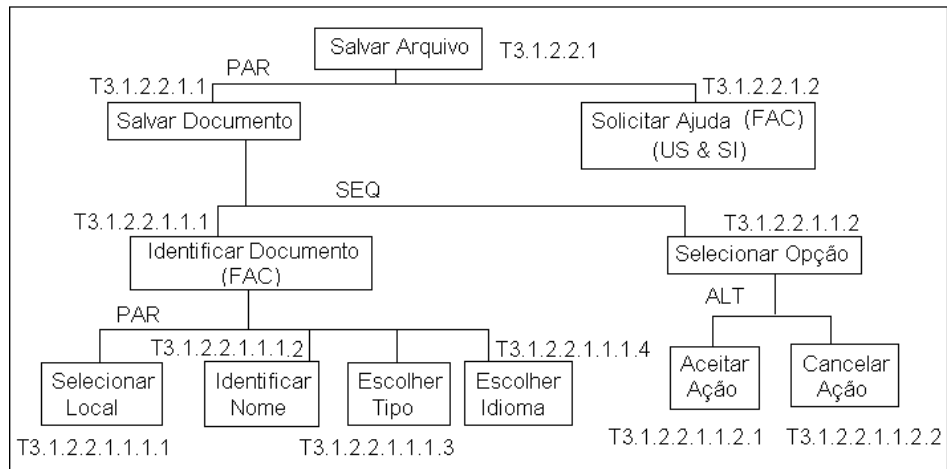 Salvar Arquivo
T3.1.2.2.1
PAR
T3.1.2.2.1.1
T3.1.2.2.1.2
Salvar Documento
Solicitar Ajuda (FAC)
(US & SI)
SEQ
T3.1.2.2.1.1.1
T3.1.2.2.1.1.2
Identificar Documento
(FAC)
Selecionar Opção
PAR
ALT
T3.1.2.2.1.1.1.2
T3.1.2.2.1.1.1.4
Selecionar
Local
Identificar
Nome
Escolher
Tipo
Escolher
Idioma
Aceitar
Ação
Cancelar
Ação
T3.1.2.2.1.1.1.1
T3.1.2.2.1.1.1.3
T3.1.2.2.1.1.2.1
T3.1.2.2.1.1.2.2